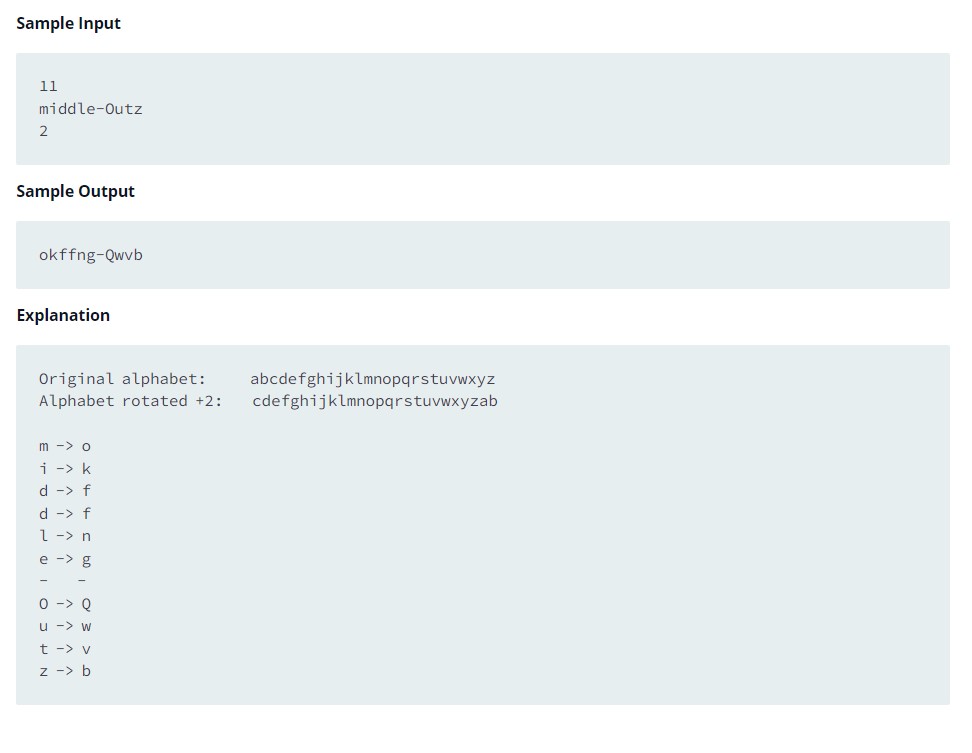 Sample Input
11
middle-Outz
2
Sample Output
okffng-Qwvb
Explanation
Original alphabet:     abcdefghijklmnopqrstuvwxyz
Alphabet rotated +2:   cdefghijklmnopqrstuvwxyzab
m -> o
i -> k
d -> f
d -> f
l -> n
e -> g
-    -
O -> Q
u -> w
t -> v
z -> b